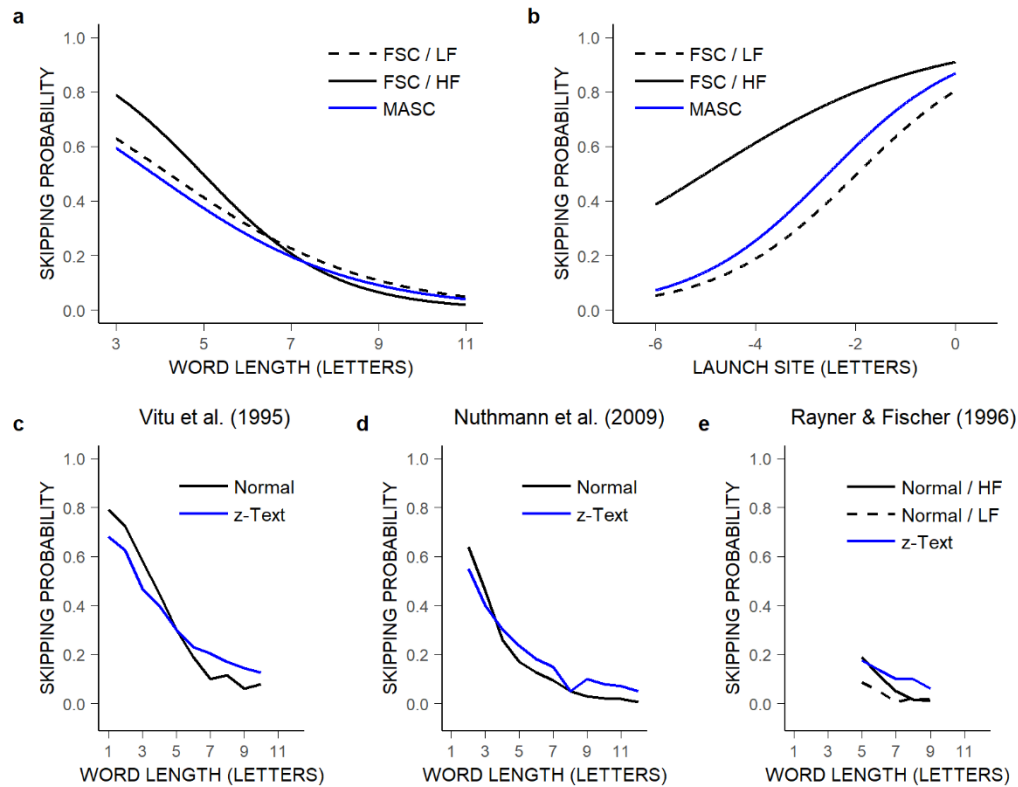 a
1.0
0.8
0.6
0.4
0.2
0.0
SKIPPING PROBABILITY
FSC / LF
FSC / HF
MASC
3 5 7 9 11
WORD LENGTH (LETTERS)
b
1.0
0.8
0.6
0.4
0.2
0.0
SKIPPING PROBABILITY
FSC / LF
FSC / HF
MASC
-6 -4 -2 0
LAUNCH SITE (LETTERS)
c
Vitu et al. (1995)
1.0
0.8
0.6
0.4
0.2
0.0
SKIPPING PROBABILITY
Normal
z-Text
1 3 5 7 9 11
WORD LENGTH (LETTERS)
d
Nuthmann et al. (2009)
1.0
0.8
0.6
0.4
0.2
0.0
SKIPPING PROBABILITY
Normal
z-Text
1 3 5 7 9 11
WORD LENGTH (LETTERS)
e
Rayner & Fischer (1996)
1.0
0.8
0.6
0.4
0.2
0.0
SKIPPING PROBABILITY
Normal / HF
Normal / LF
z-Text
1 3 5 7 9 11
WORD LENGTH (LETTERS)